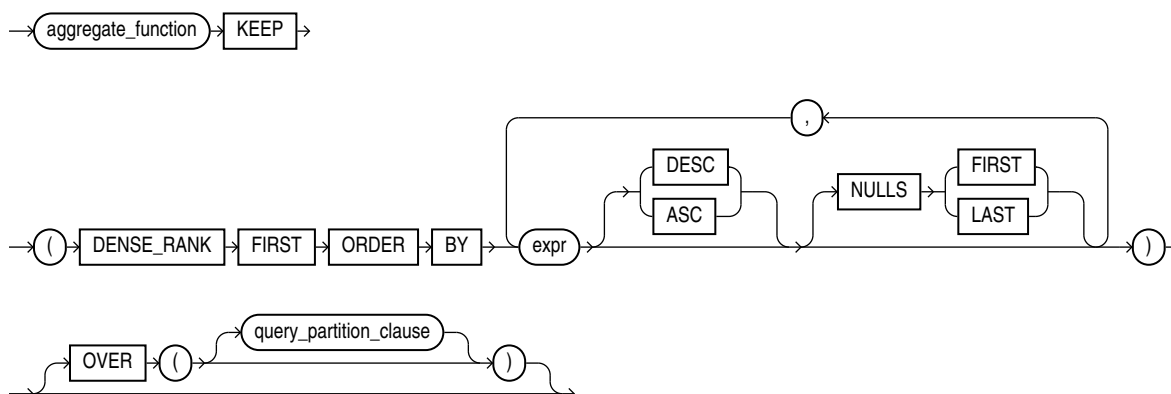 aggregate_function KEEP
,
DESC FIRST
NULLS
ASC LAST
( DENSE_RANK FIRST ORDER BY expr )
query_partition_clause
OVER ( )